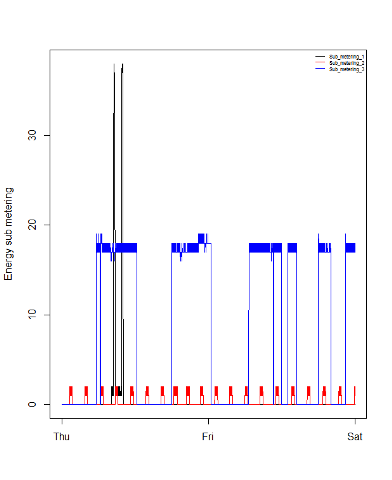 Sub_metering_1
Sub_metering_2
Sub_metering_3
30
20
10
0
Energy sub metering
Thu Fri Sat